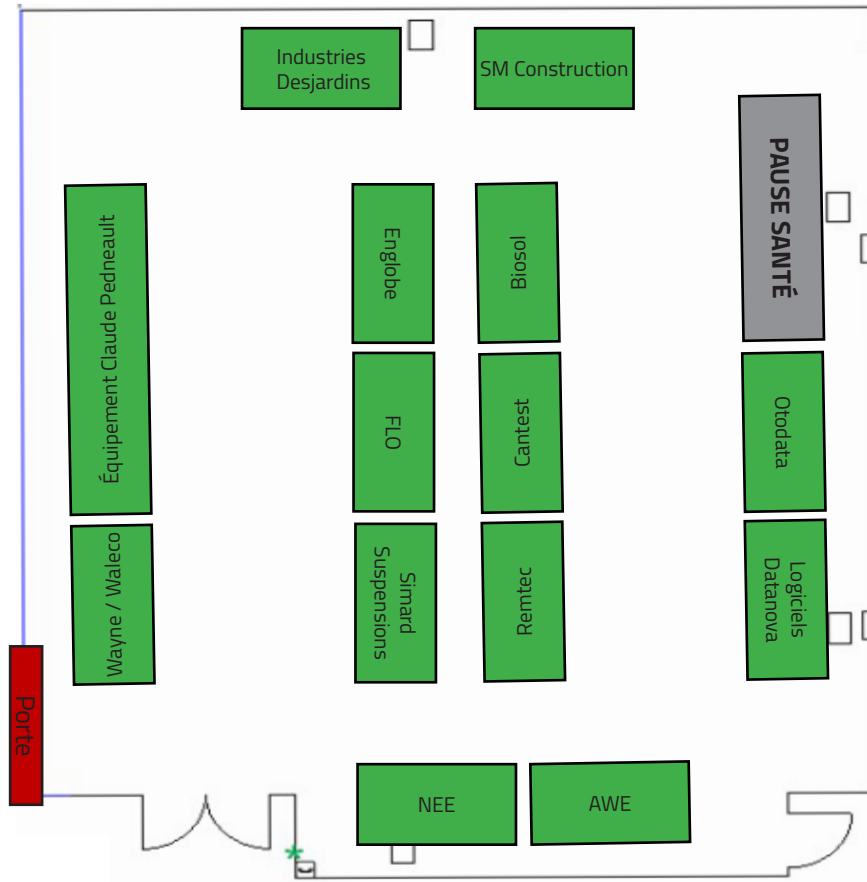 Industries
Desjardins
SM Construction
PAUSE SANTÉ
Équipement Claude Pedneault
Englobe
Biosol
FLO
Cantest
Otodata
Wayne / Waleco
Simard
Suspensions
Remtec
Logiciels
Datanova
Porte
NEE
AWE
*